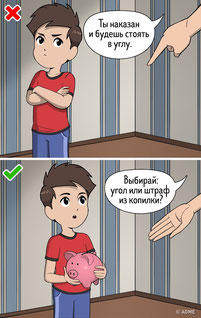 Ты наказан
и будешь стоять
в углу.
Выбирай:
угол или штраф
из копилки?
© ADME